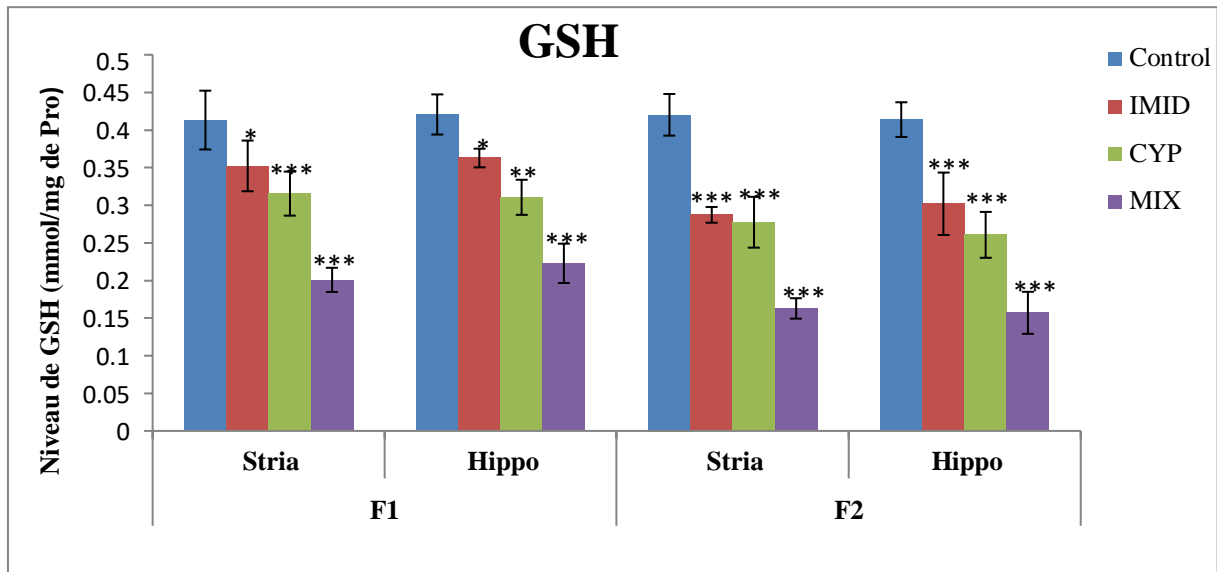 GSH
Niveau de GSH (mmol/mg de Pro)
0.5
0.45
0.4
0.35
0.3
0.25
0.2
0.15
0.1
0.05
0
*
***
***
*
**
***
***
***
***
***
***
***
Stria
Hippo
Stria
Hippo
F1
F2
Control
IMID
CYP
MIX